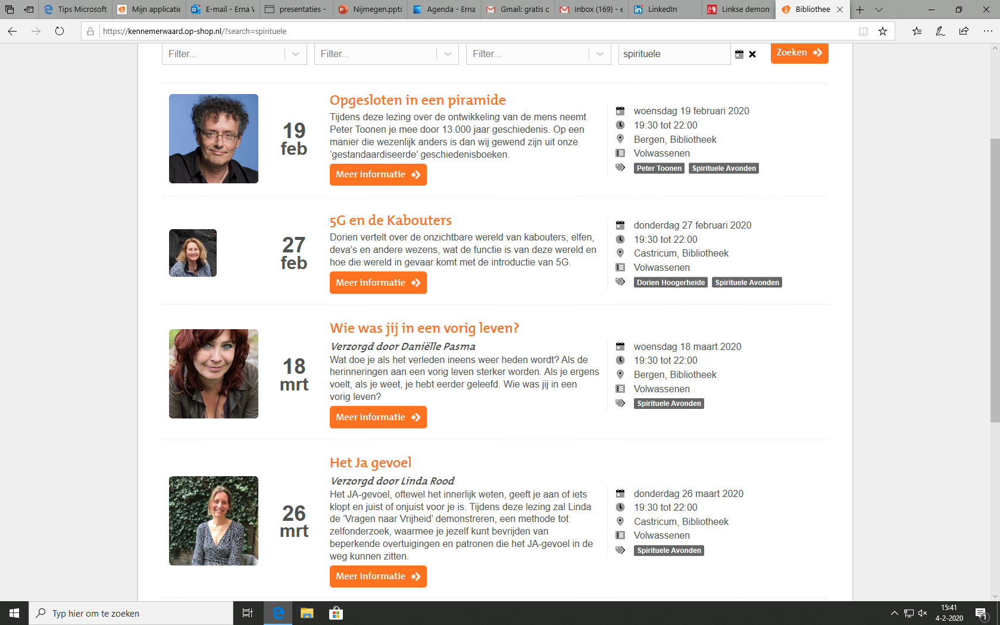 Tips Microsoft
Mijn applicatie
E-mail - Erna V
presentaties -
Nijmegen.ppt
Agenda - Erna
Gmail: gratis o
Inbox (169) - e
LinkedIn
Linkse demon
Bibliothee
https://kennemerwaard.op-shop.nl/?search=spirituele
Filter... Filter... Filter... spirituele Zoeken
19
feb
Opgesloten in een piramide
Tijdens deze lezing over de ontwikkeling van de mens neemt
Peter Toonen je mee door 13.000 jaar geschiedenis. Op een
manier die wezenlijk anders is dan wij gewend zijn uit onze
‘gestandaardiseerde’ geschiedenisboeken.
Meer informatie
woensdag 19 februari 2020
19:30 tot 22:00
Bergen, Bibliotheek
Volwassenen
Peter Toonen Spirituele Avonden
27
feb
5G en de Kabouters
Dorien vertelt over de onzichtbare wereld van kabouters, elfen,
deva’s en andere wezens, wat de functie is van deze wereld en
hoe die wereld in gevaar komt met de introductie van 5G.
Meer informatie
donderdag 27 februari 2020
19:30 tot 22:00
Castricum, Bibliotheek
Volwassenen
Dorien Hoogerheide Spirituele Avonden
18
mrt
Wie was jij in een vorig leven?
Verzorgd door Daniëlle Pasma
Wat doe je als het verleden ineens weer heden wordt? Als de
herinneringen aan een vorig leven sterker worden. Als je ergens
voelt, als je weet, je hebt eerder geleefd. Wie was jij in een
vorig leven?
Meer informatie
woensdag 18 maart 2020
19:30 tot 22:00
Bergen, Bibliotheek
Volwassenen
Spirituele Avonden
26
mrt
Het Ja gevoel
Verzorgd door Linda Rood
Het JA-gevoel, oftewel het innerlijk weten, geeft je aan of iets
klopt en juist of onjuist voor je is. Tijdens deze lezing zal Linda
de ‘Vragen naar Vrijheid’ demonstreren, een methode tot
zelfonderzoek, waarmee je jezelf kunt bevrijden van
beperkende overtuigingen en patronen die het JA-gevoel in de
weg kunnen zitten.
Meer informatie
donderdag 26 maart 2020
19:30 tot 22:00
Castricum, Bibliotheek
Volwassenen
Spirituele Avonden
Typ hier om te zoeken
15:41
4-2-2020
1